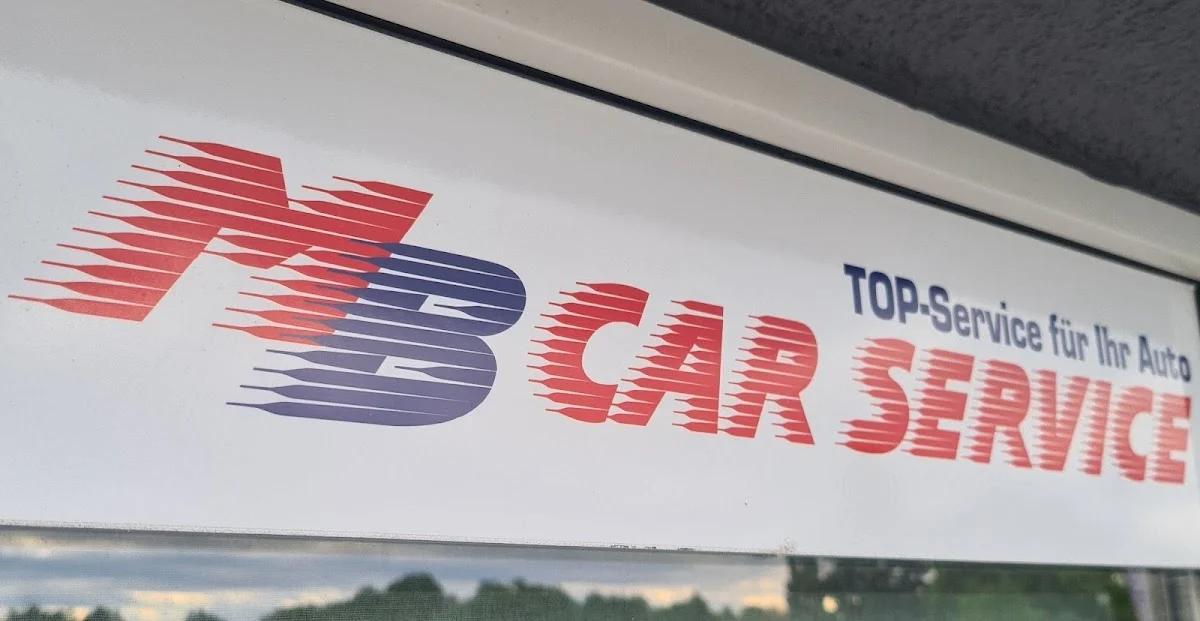 MB CAR SERVICE
TOP-Service für Ihr Auto